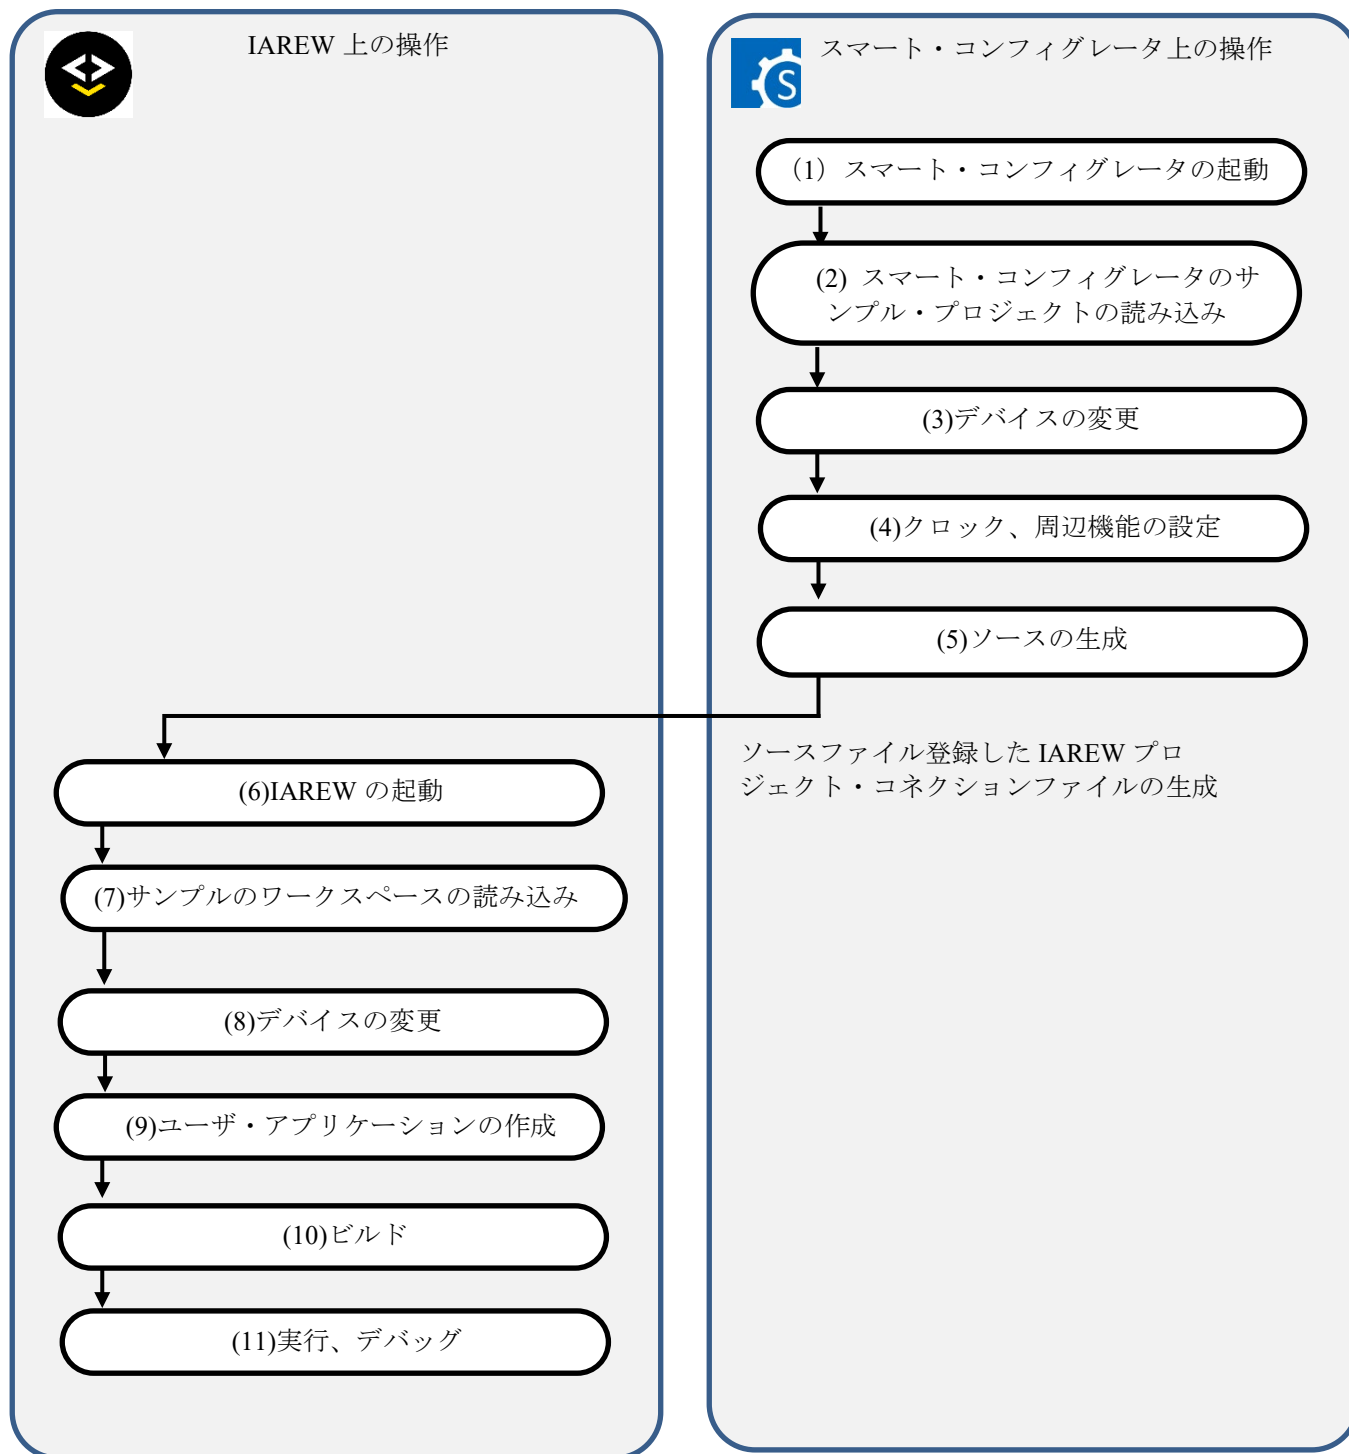 IAREW 上の操作
スマート・コンフィグレータ上の操作
（1）スマート・コンフィグレータの起動
(2) スマート・コンフィグレータのサ
ンプル・プロジェクトの読み込み
(3)デバイスの変更
(4)クロック、周辺機能の設定
(5)ソースの生成
ソースファイル登録した IAREW プロ
ジェクト・コネクションファイルの生成
(6)IAREW の起動
(7)サンプルのワークスペースの読み込み
(8)デバイスの変更
(9)ユーザ・アプリケーションの作成
(10)ビルド
(11)実行、デバッグ